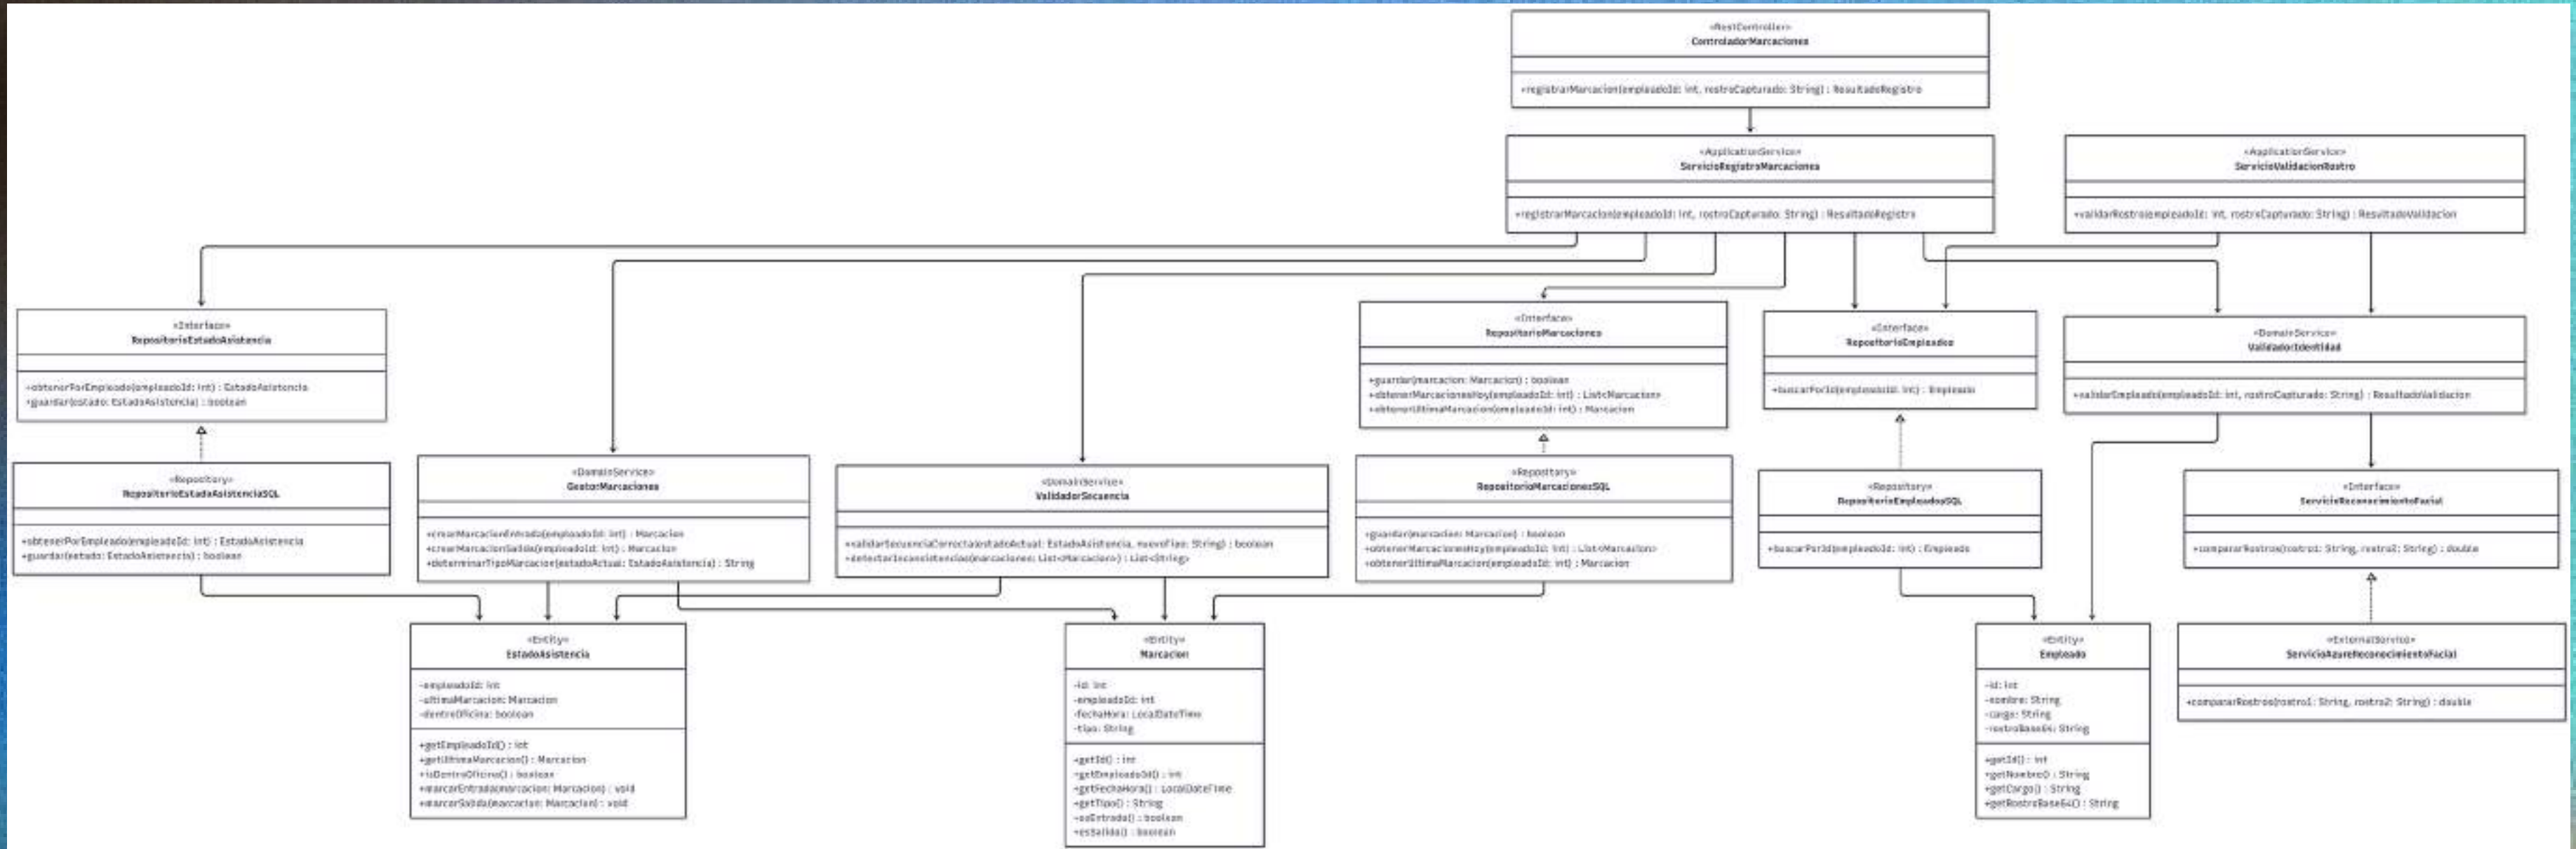 «RestController»
ControladorMarcaciones
+registrarMarcacion(empleadoId: int, rostroCapturado: String) : ResultadoRegistro
«ApplicationService»
ServicioRegistroMarcaciones
+registrarMarcacion(empleadoId: int, rostroCapturado: String) : ResultadoRegistro
«ApplicationService»
ServicioValidacionRostro
+validarRostro(empleadoId: int, rostroCapturado: String) : ResultadoValidacion
«Interface»
RepositorioEstadoAsistencia
+obtenerPorEmpleado(empleadoId: int) : EstadoAsistencia
+guardar(estado: EstadoAsistencia) : boolean
«Interface»
RepositorioMarcaciones
+guardar(marcacion: Marcacion) : boolean
+obtenerMarcacionesHoy(empleadoId: int) : List<Marcacion>
+obtenerUltimaMarcacion(empleadoId: int) : Marcacion
«Interface»
RepositorioEmpleados
+buscarPorId(empleadoId: int) : Empleado
«DomainService»
ValidadorIdentidad
+validarEmpleado(empleadoId: int, rostroCapturado: String) : ResultadoValidacion
«Repository»
RepositorioEstadoAsistenciaSQL
+obtenerPorEmpleado(empleadoId: int) : EstadoAsistencia
+guardar(estado: EstadoAsistencia) : boolean
«DomainService»
GestorMarcaciones
+crearMarcacionEntrada(empleadoId: int) : Marcacion
+crearMarcacionSalida(empleadoId: int) : Marcacion
+determinarTipoMarcacion(estadoActual: EstadoAsistencia) : String
«DomainService»
ValidadorSecuencia
+validarSecuenciaCorrecta(estadoActual: EstadoAsistencia, nuevoTipo: String) : boolean
+detectarInconsistencias(marcaciones: List<Marcacion>) : List<String>
«Repository»
RepositorioMarcacionesSQL
+guardar(marcacion: Marcacion) : boolean
+obtenerMarcacionesHoy(empleadoId: int) : List<Marcacion>
+obtenerUltimaMarcacion(empleadoId: int) : Marcacion
«Repository»
RepositorioEmpleadosSQL
+buscarPorId(empleadoId: int) : Empleado
«Interface»
ServicioReconocimientoFacial
+compararRostros(rostro1: String, rostro2: String) : double
«Entity»
EstadoAsistencia
-empleadoId: int
-ultimaMarcacion: Marcacion
-dentroOficina: boolean
+getEmpleadoId() : int
+getUltimaMarcacion() : Marcacion
+isDentroOficina() : boolean
+marcarEntrada(marcacion: Marcacion) : void
+marcarSalida(marcacion: Marcacion) : void
«Entity»
Marcacion
-id: int
-empleadoId: int
-fechaHora: LocalDateTime
-tipo: String
+getId() : int
+getEmpleadoId() : int
+getFechaHora() : LocalDateTime
+getTipo() : String
+esEntrada() : boolean
+esSalida() : boolean
«Entity»
Empleado
-id: int
-nombre: String
-cargo: String
-rostroBase64: String
+getId() : int
+getNombre() : String
+getCargo() : String
+getRostroBase64() : String
«ExternalService»
ServicioAzureReconocimientoFacial
+compararRostros(rostro1: String, rostro2: String) : double